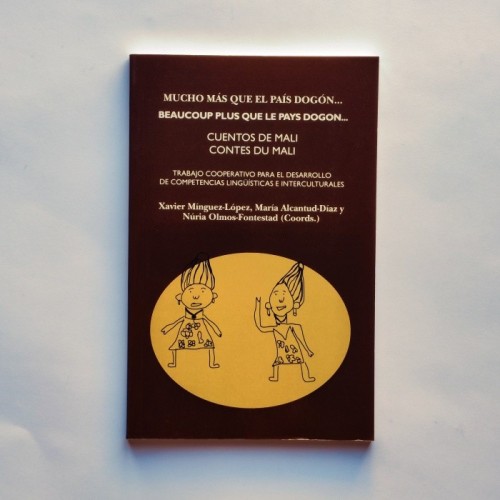 MUCHO MÁS QUE EL PAÍS DOGÓN...
BEAUCOUP PLUS QUE LE PAYS DOGON...
CUENTOS DE MALI
CONTES DU MALI
TRABAJO COOPERATIVO PARA EL DESARROLLO
DE COMPETENCIAS LINGÜÍSTICAS E INTERCULTURALES
Xavier Mínguez-López, María Alcantud-Díaz y
Núria Olmos-Fontestad (Coords.)